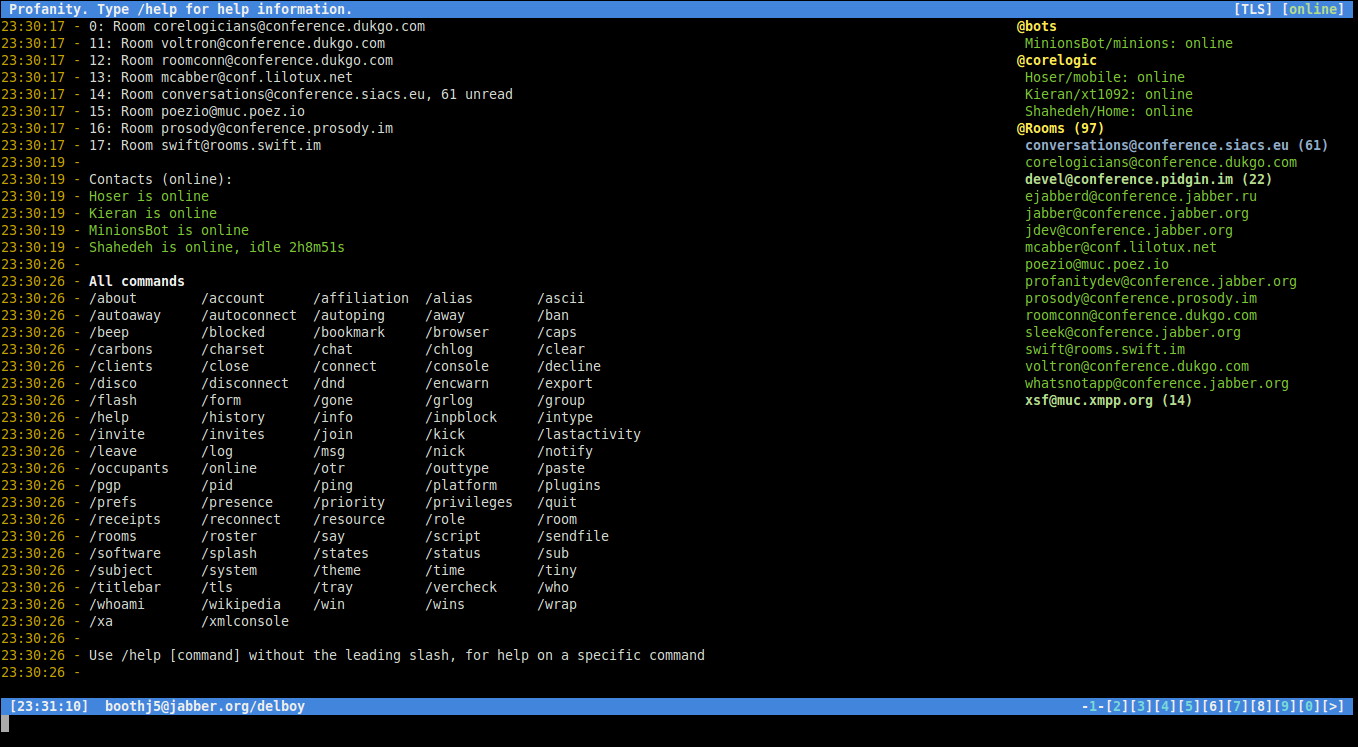 Profanity. Type /help for help information. [TLS] [online]
23:30:17 - 0: Room corelogicians@conference.dukgo.com
23:30:17 - 11: Room voltron@conference.dukgo.com
23:30:17 - 12: Room roomconn@conference.dukgo.com
23:30:17 - 13: Room mcabber@conf.lilotux.net
23:30:17 - 14: Room conversations@conference.siacs.eu, 61 unread
23:30:17 - 15: Room poezio@muc.poez.io
23:30:17 - 16: Room prosody@conference.prosody.im
23:30:17 - 17: Room swift@rooms.swift.im
23:30:19 -
23:30:19 - Contacts (online):
23:30:19 - Hoser is online
23:30:19 - Kieran is online
23:30:19 - MinionsBot is online
23:30:19 - Shahedeh is online, idle 2h8m51s
23:30:26 -
23:30:26 - All commands
23:30:26 - /about /account /affiliation /alias /ascii
23:30:26 - /autoaway /autoconnect /autoping /away /ban
23:30:26 - /beep /blocked /bookmark /browser /caps
23:30:26 - /carbons /charset /chat /chlog /clear
23:30:26 - /clients /close /connect /console /decline
23:30:26 - /disco /disconnect /dnd /encwarn /export
23:30:26 - /flash /form /gone /grlog /group
23:30:26 - /help /history /info /inpblock /intype
23:30:26 - /invite /invites /join /kick /lastactivity
23:30:26 - /leave /log /msg /nick /notify
23:30:26 - /occupants /online /otr /outtype /paste
23:30:26 - /pgp /pid /ping /platform /plugins
23:30:26 - /prefs /presence /priority /privileges /quit
23:30:26 - /receipts /reconnect /resource /role /room
23:30:26 - /rooms /roster /say /script /sendfile
23:30:26 - /software /splash /states /status /sub
23:30:26 - /subject /system /theme /time /tiny
23:30:26 - /titlebar /tls /tray /vercheck /who
23:30:26 - /whoami /wikipedia /win /wins /wrap
23:30:26 - /xa /xmlconsole
23:30:26 -
23:30:26 - Use /help [command] without the leading slash, for help on a specific command
23:30:26 -
@bots
MinionsBot/minions: online
@corelogic
Hoser/mobile: online
Kieran/xt1092: online
Shahedeh/Home: online
@Rooms (97)
conversations@conference.siacs.eu (61)
corelogicians@conference.dukgo.com
devel@conference.pidgin.im (22)
ejabberd@conference.jabber.ru
jabber@conference.jabber.org
jdev@conference.jabber.org
mcabber@conf.lilotux.net
poezio@muc.poez.io
profanitydev@conference.jabber.org
prosody@conference.prosody.im
roomconn@conference.dukgo.com
sleek@conference.jabber.org
swift@rooms.swift.im
voltron@conference.dukgo.com
whatsnotapp@conference.jabber.org
xsf@muc.xmpp.org (14)
[23:31:10] boothj5@jabber.org/delboy -1-[2][3][4][5][6][7][8][9][0][>]